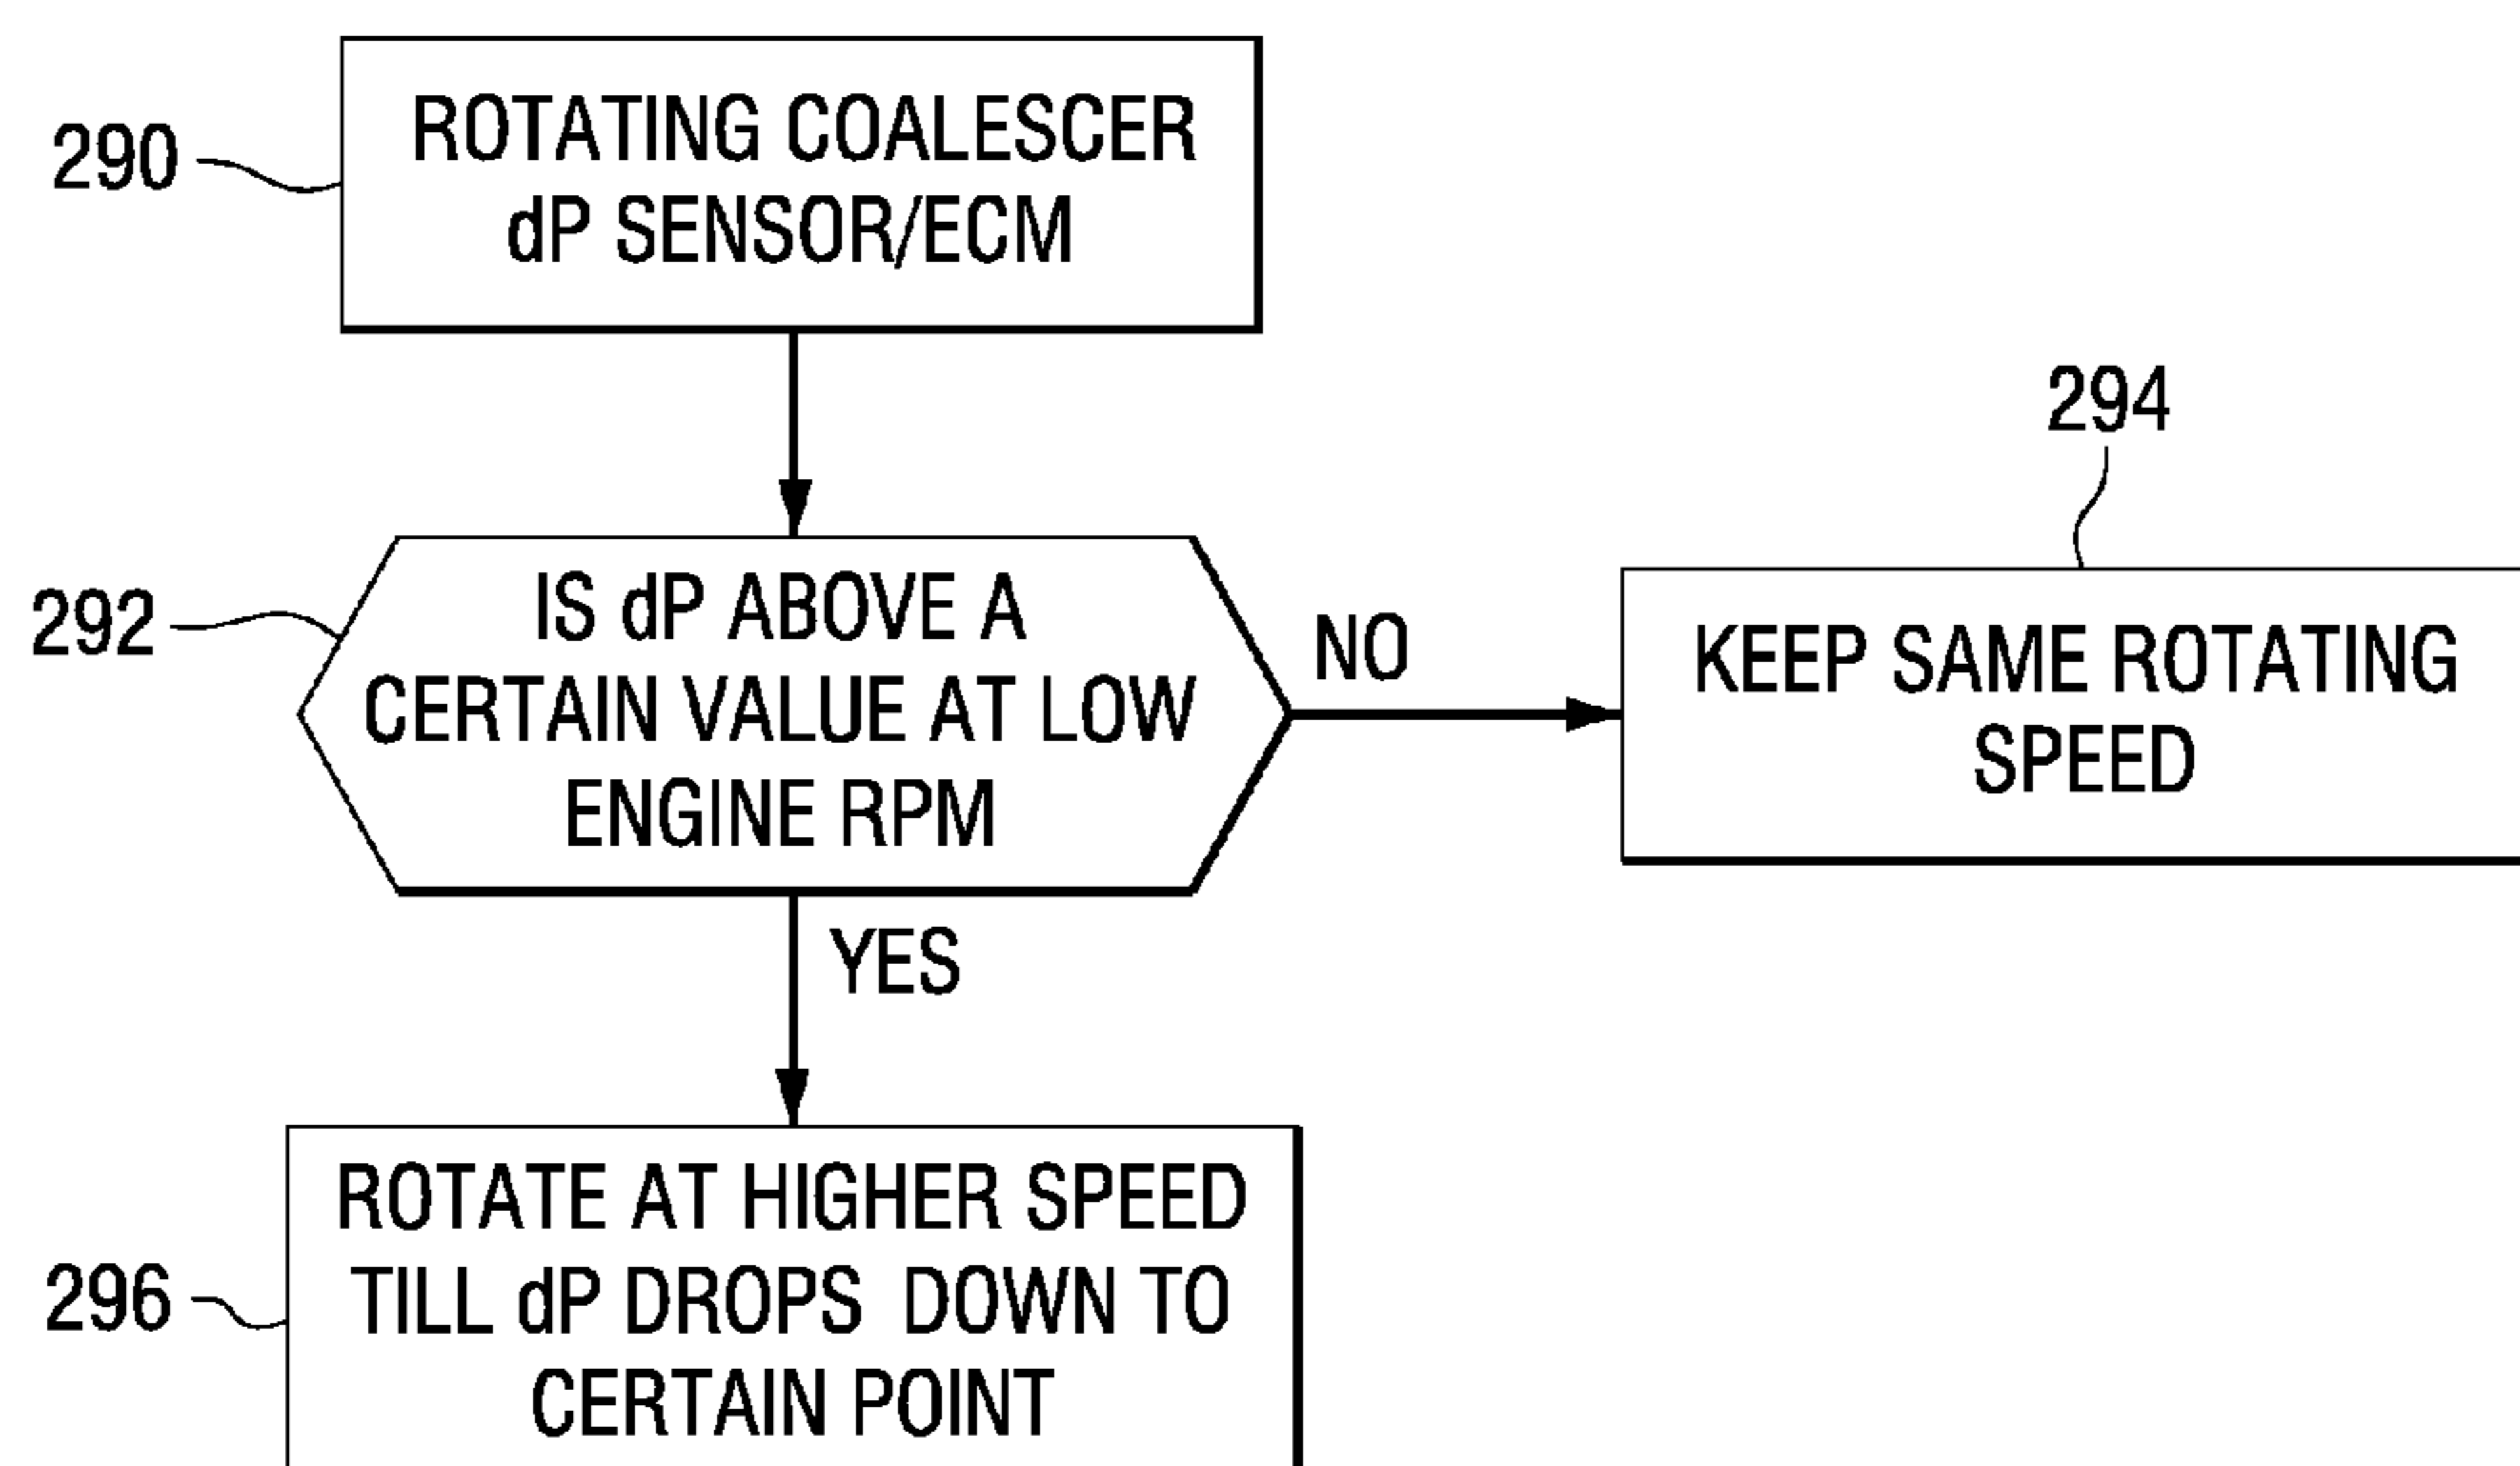 290
ROTATING COALESCER
dP SENSOR/ECM
292
IS dP ABOVE A
CERTAIN VALUE AT LOW
ENGINE RPM
NO
294
KEEP SAME ROTATING
SPEED
YES
296
ROTATE AT HIGHER SPEED
TILL dP DROPS DOWN TO
CERTAIN POINT